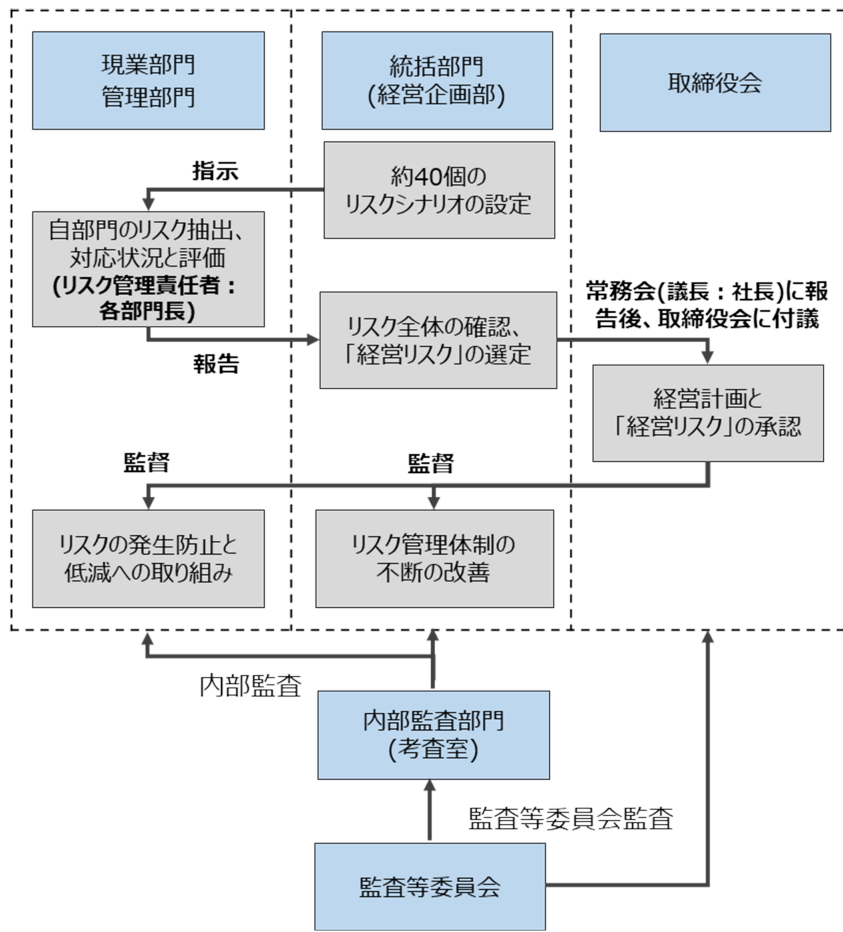 現業部門
管理部門
統括部門
(経営企画部)
取締役会
指示
約40個の
リスクシナリオの設定
自部門のリスク抽出、
対応状況と評価
(リスク管理責任者：
各部門長)
報告
リスク全体の確認、
「経営リスク」の選定
常務会(議長：社長)に報
告後、取締役会に付議
経営計画と
「経営リスク」の承認
監督
監督
リスクの発生防止と
低減への取り組み
リスク管理体制の
不断の改善
内部監査
内部監査部門
(考査室)
監査等委員会監査
監査等委員会